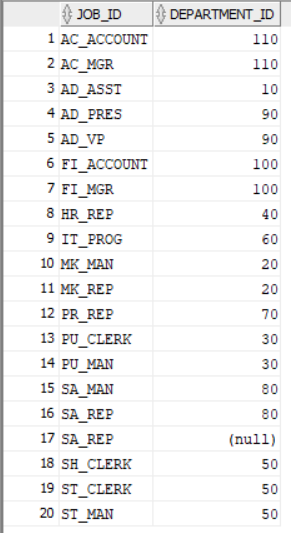 JOB_ID DEPARTMENT_ID
1 AC_ACCOUNT 110
2 AC_MGR 110
3 AD_ASST 10
4 AD_PRES 90
5 AD_VP 90
6 FI_ACCOUNT 100
7 FI_MGR 100
8 HR_REP 40
9 IT_PROG 60
10 MK_MAN 20
11 MK_REP 20
12 PR_REP 70
13 PU_CLERK 30
14 PU_MAN 30
15 SA_MAN 80
16 SA_REP 80
17 SA_REP (null)
18 SH_CLERK 50
19 ST_CLERK 50
20 ST_MAN 50